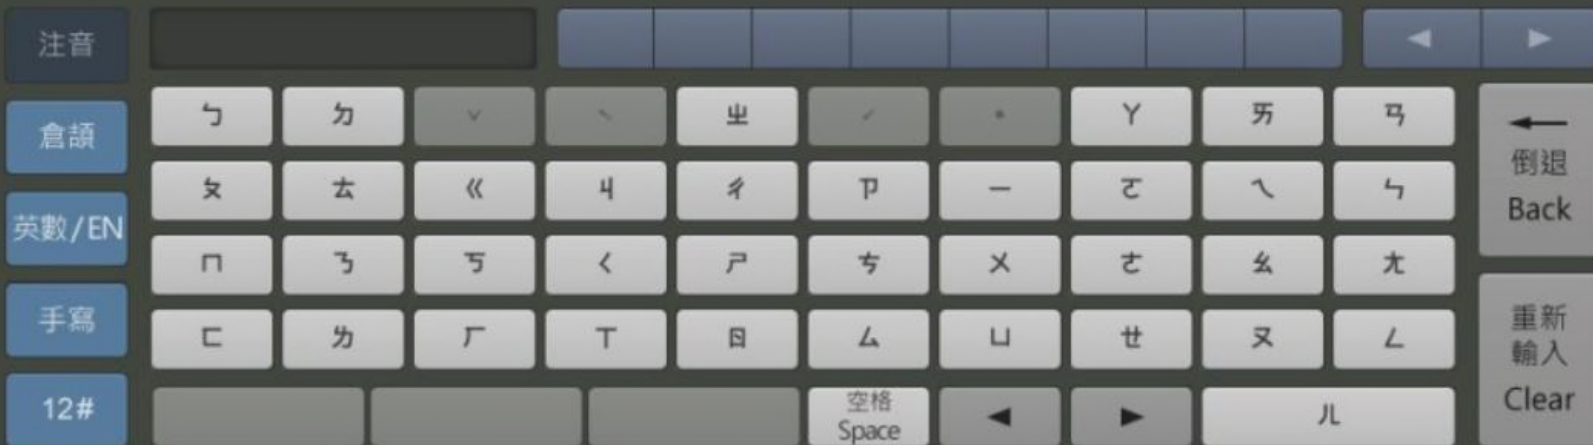 注音
ㄅ ㄉ ˇ ˋ ㄓ ˊ ˙ ㄚ ㄞ ㄢ
倉頡
ㄆ ㄊ ㄍ ㄐ ㄔ ㄗ ㄧ ㄛ ㄟ ㄣ
倒退
Back
英數/EN
ㄇ ㄋ ㄎ ㄑ ㄕ ㄘ ㄨ ㄜ ㄠ ㄤ
手寫
ㄈ ㄌ ㄏ ㄒ ㄖ ㄙ ㄩ ㄝ ㄡ ㄥ
重新
輸入
Clear
12#
空格
Space
ㄦ